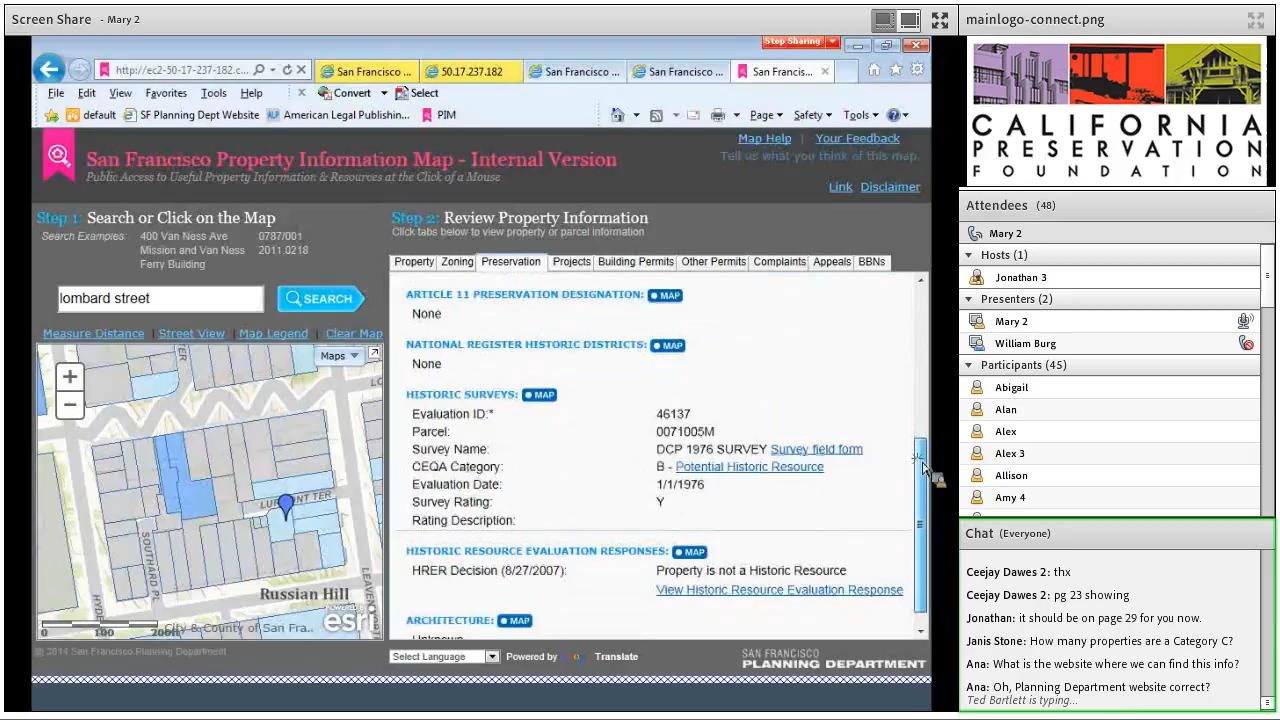 Screen Share - Mary 2
Stop Sharing
http://ec2-50-17-237-182.c...
San Francisco ...
50.17.237.182
San Francisco ...
San Francisco ...
San Francis...
File Edit View Favorites Tools Help
Convert
Select
default
SF Planning Dept Website
American Legal Publishin...
PIM
Page
Safety
Tools
San Francisco Property Information Map - Internal Version
Public Access to Useful Property Information & Resources at the Click of a Mouse
Map Help | Your Feedback
Tell us what you think of this map.
Link Disclaimer
Step 1: Search or Click on the Map
Search Examples: 400 Van Ness Ave 0787/001
Mission and Van Ness 2011.0218
Ferry Building
lombard street
SEARCH
Measure Distance | Street View | Map Legend | Clear Map
Maps
+
−
SOUTHARD PL
Russian Hill
0 100 200ft
City & County of San Fra..
POWERED BY
esri
© 2014 San Francisco Planning Department
Step 2: Review Property Information
Click tabs below to view property or parcel information
Property Zoning Preservation Projects Building Permits Other Permits Complaints Appeals BBNs
ARTICLE 11 PRESERVATION DESIGNATION: MAP
None
NATIONAL REGISTER HISTORIC DISTRICTS: MAP
None
HISTORIC SURVEYS: MAP
Evaluation ID:* 46137
Parcel: 0071005M
Survey Name: DCP 1976 SURVEY Survey field form
CEQA Category: B - Potential Historic Resource
Evaluation Date: 1/1/1976
Survey Rating: Y
Rating Description:
HISTORIC RESOURCE EVALUATION RESPONSES: MAP
HRER Decision (8/27/2007): Property is not a Historic Resource
View Historic Resource Evaluation Response
ARCHITECTURE: MAP
Unknown
Select Language
Powered by
Translate
SAN FRANCISCO
PLANNING DEPARTMENT
mainlogo-connect.png
CALIFORNIA
PRESERVATION
FOUNDATION
Attendees (48)
Mary 2
Hosts (1)
Jonathan 3
Presenters (2)
Mary 2
William Burg
Participants (45)
Abigail
Alan
Alex
Alex 3
Allison
Amy 4
Chat (Everyone)
Ceejay Dawes 2: thx
Ceejay Dawes 2: pg 23 showing
Jonathan: it should be on page 29 for you now
Janis Stone: How many properties are a Category C?
Ana: What is the website where we can find this info?
Ana: Oh, Planning Department website correct?
Ted Bartlett is typing...